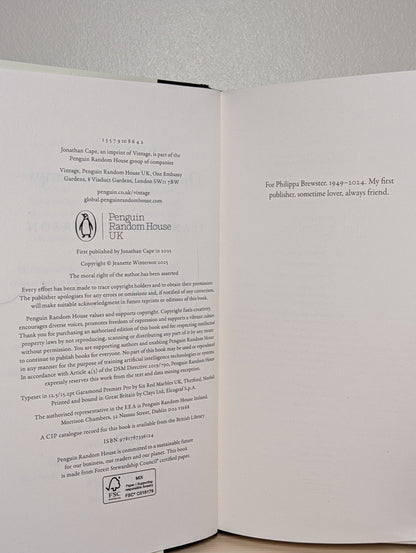 1 3 5 7 9 10 8 6 4 2
Jonathan Cape, an imprint of Vintage, is part of the
Penguin Random House group of companies
Vintage, Penguin Random House UK, One Embassy
Gardens, 8 Viaduct Gardens, London SW11 7BW
penguin.co.uk/vintage
global.penguinrandomhouse.com
Penguin
Random House
UK
First published by Jonathan Cape in 2025
Copyright © Jeanette Winterson 2025
The moral right of the author has been asserted
Every effort has been made to trace copyright holders and to obtain their permission.
The publisher apologises for any errors or omissions and, if notified of any corrections,
will make suitable acknowledgment in future reprints or editions of this book.
Penguin Random House values and supports copyright. Copyright fuels creativity,
encourages diverse voices, promotes freedom of expression and supports a vibrant culture.
Thank you for purchasing an authorised edition of this book and for respecting intellectual
property laws by not reproducing, scanning or distributing any part of it by any means
without permission. You are supporting authors and enabling Penguin Random House
to continue to publish books for everyone. No part of this book may be used or reproduced
in any manner for the purpose of training artificial intelligence technologies or systems.
In accordance with Article 4(3) of the DSM Directive 2019/790, Penguin Random House
expressly reserves this work from the text and data mining exception.
Typeset in 12.5/15.2pt Garamond Premier Pro by Six Red Marbles UK, Thetford, Norfolk
Printed and bound in Great Britain by Clays Ltd, Elcograf S.p.A.
The authorised representative in the EEA is Penguin Random House Ireland,
Morrison Chambers, 32 Nassau Street, Dublin D02 YH68
A CIP catalogue record for this book is available from the British Library
ISBN 9781787336124
Penguin Random House is committed to a sustainable future
for our business, our readers and our planet. This book
is made from Forest Stewardship Council® certified paper.
FSC
MIX
Paper | Supporting
responsible forestry
FSC® C018179
For Philippa Brewster. 1949–2024. My first
publisher, sometime lover, always friend.